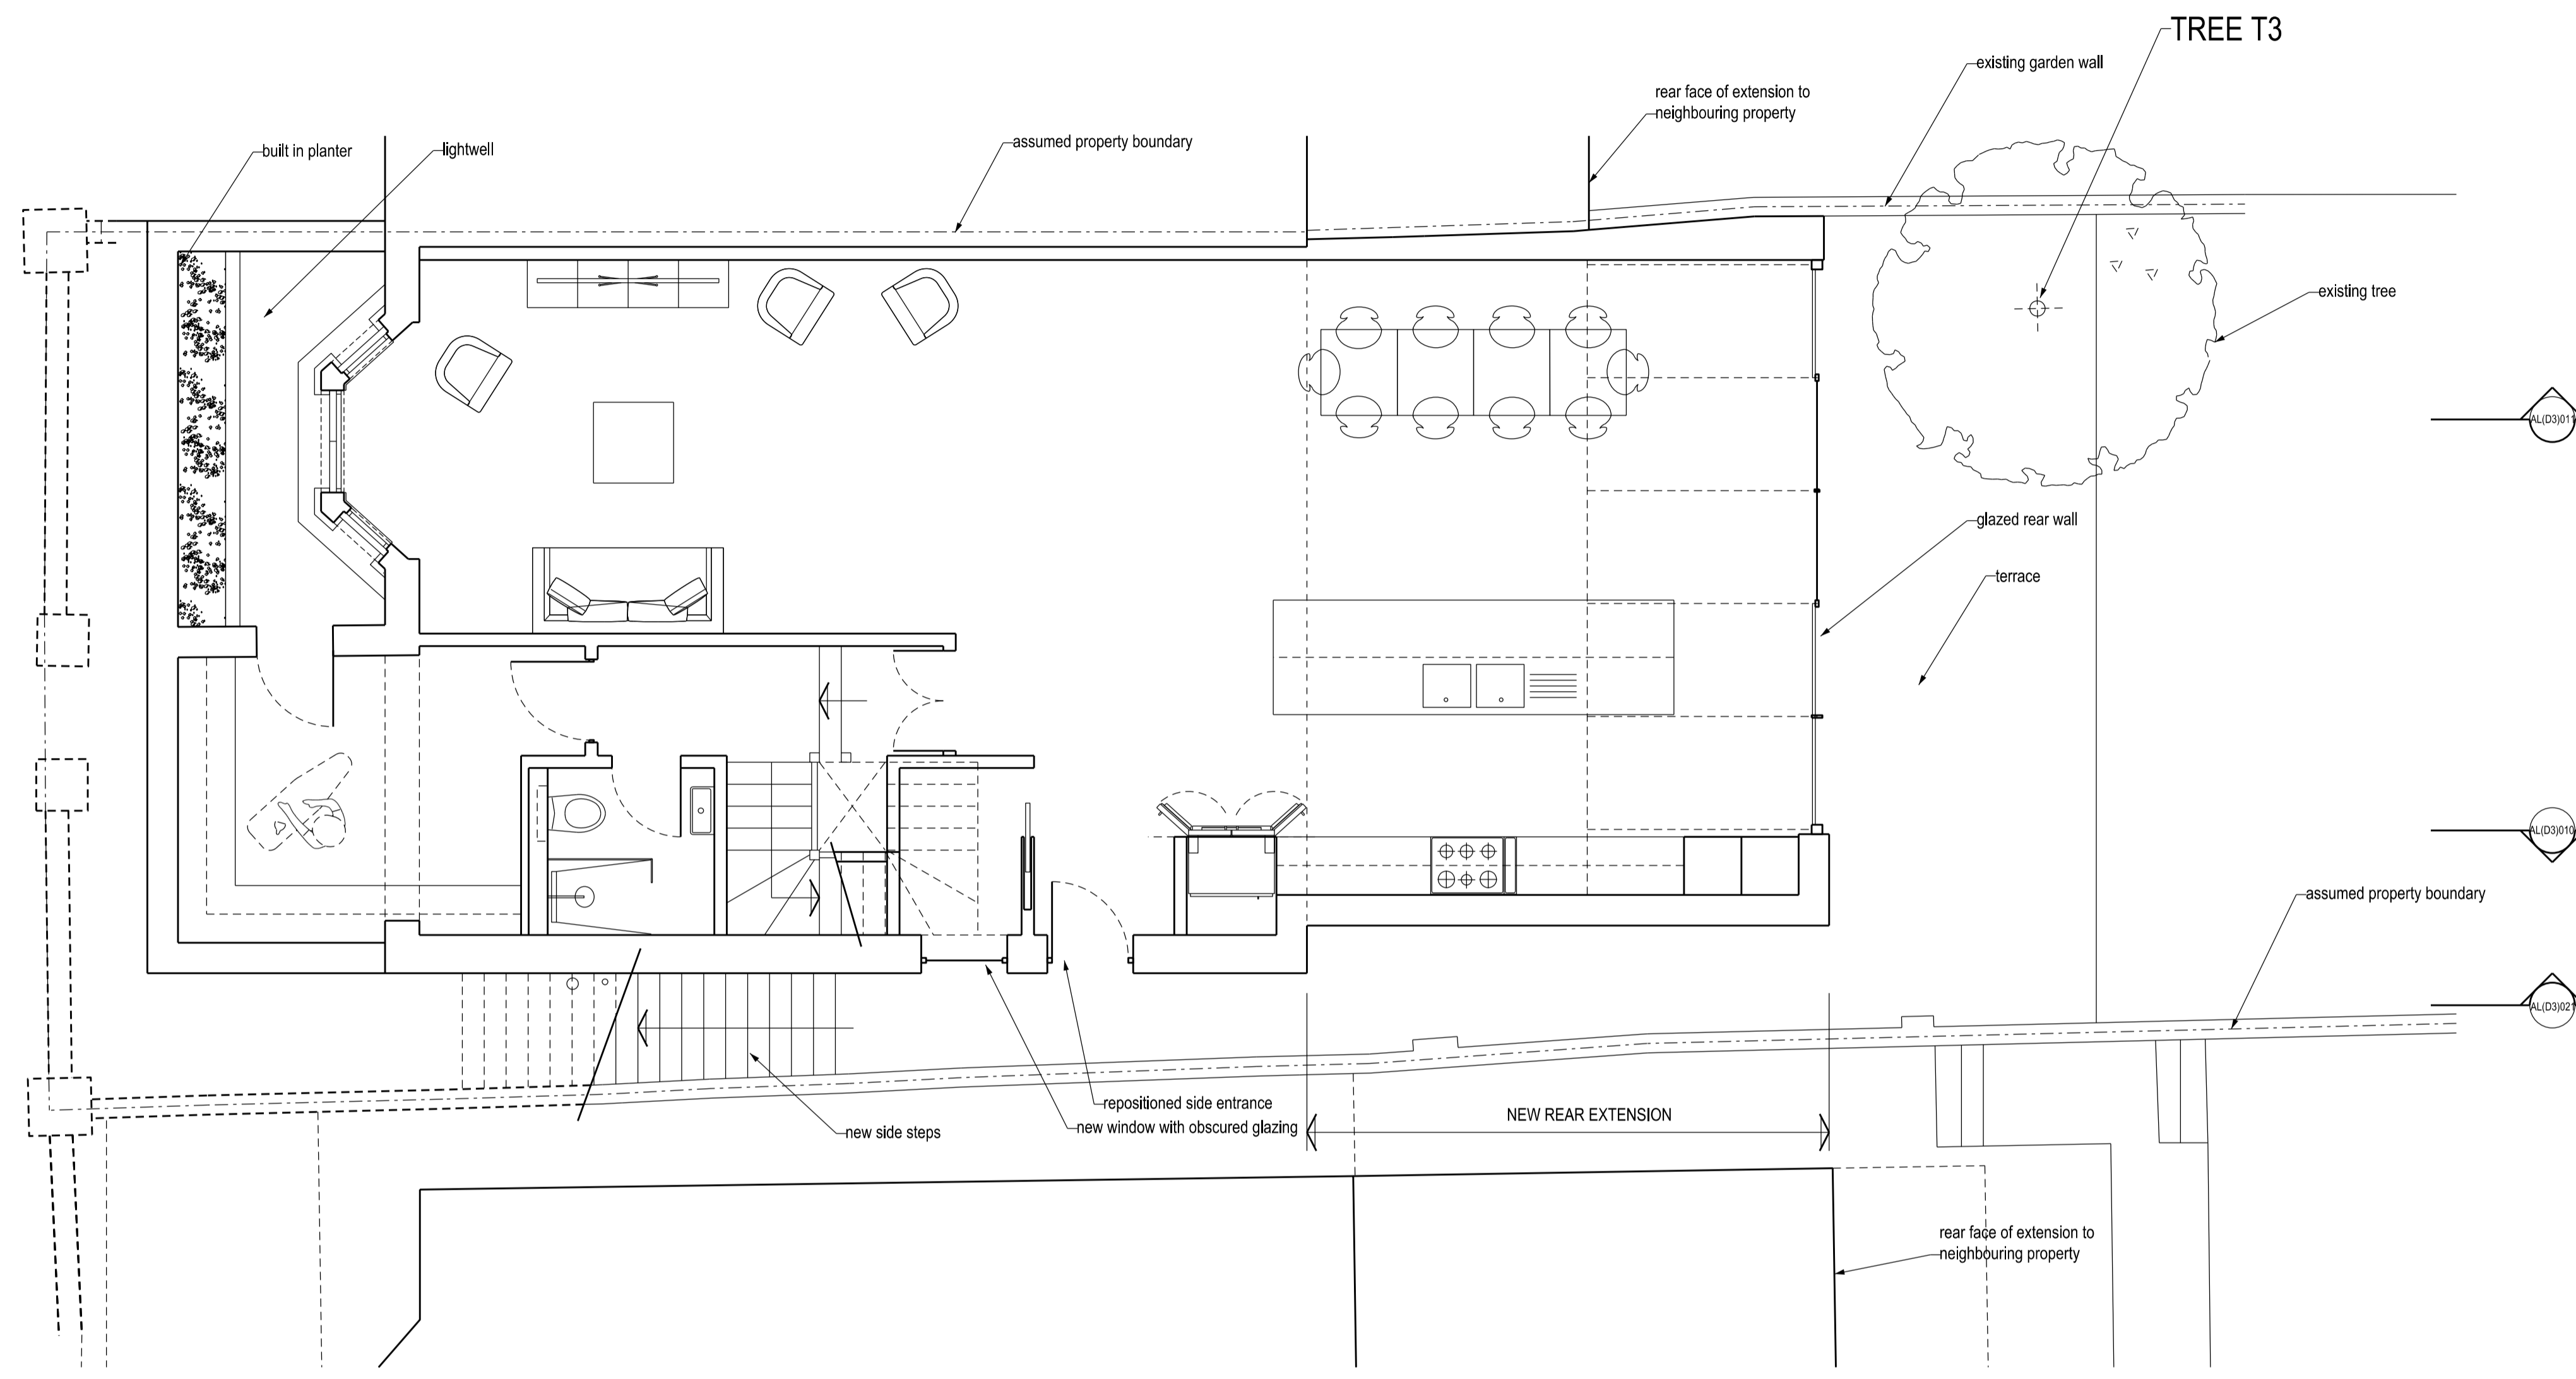 TREE T3
existing garden wall
rear face of extension to
neighbouring property
assumed property boundary
built in planter
lightwell
existing tree
AL(D3)011
glazed rear wall
terrace
AL(D3)010
assumed property boundary
AL(D3)021
repositioned side entrance
new window with obscured glazing
new side steps
NEW REAR EXTENSION
rear face of extension to
neighbouring property